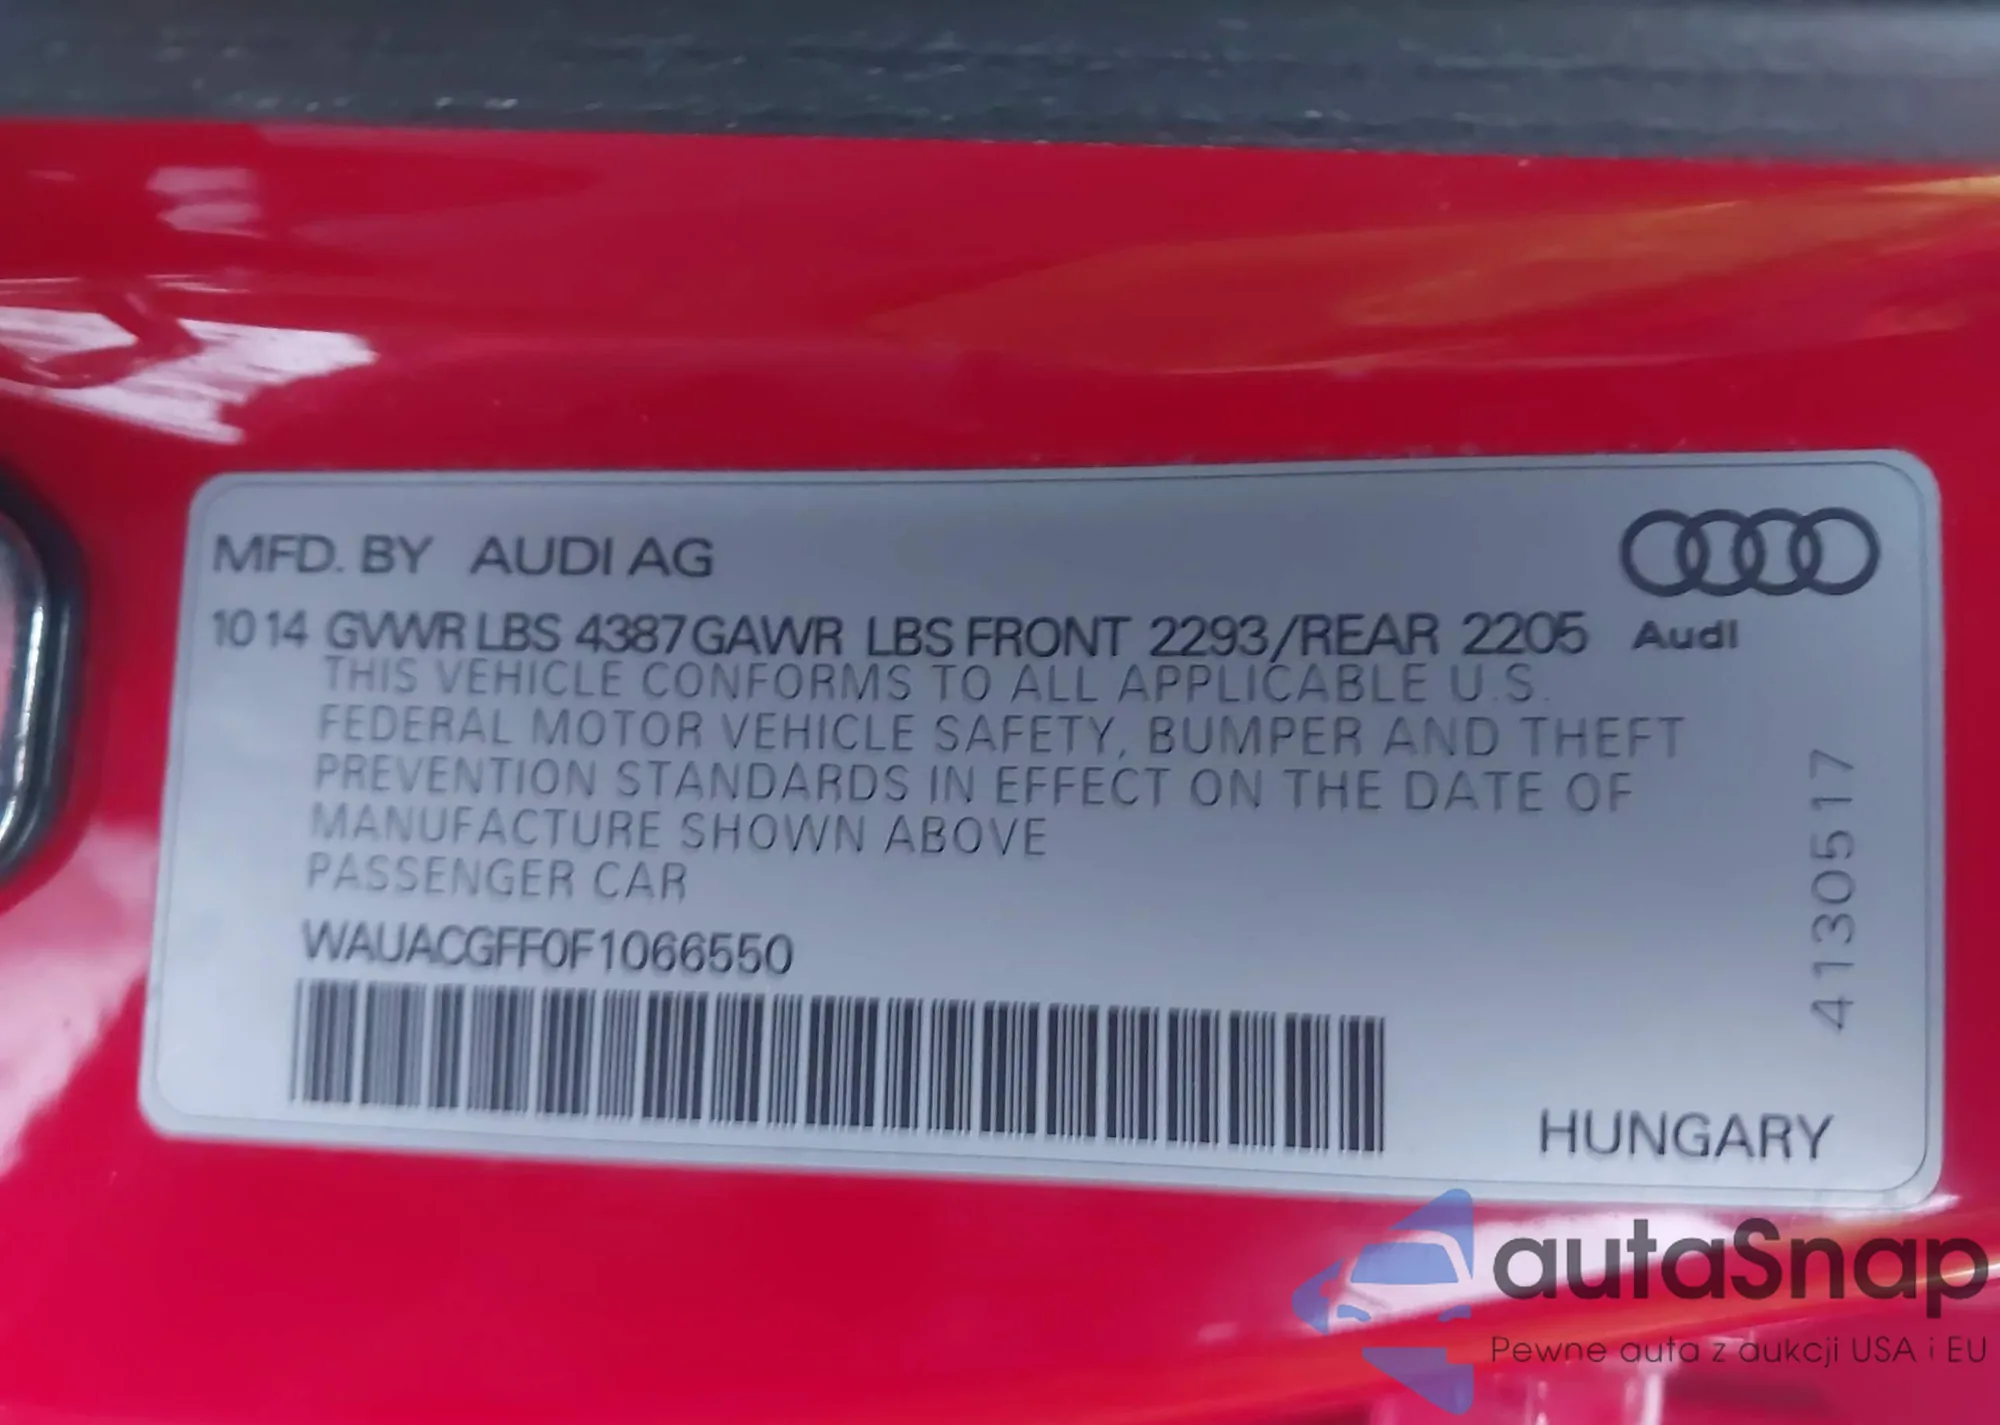 MFD. BY AUDI AG
10 14 GVWR LBS 4387 GAWR LBS FRONT 2293/REAR 2205
Audi
THIS VEHICLE CONFORMS TO ALL APPLICABLE U.S.
FEDERAL MOTOR VEHICLE SAFETY, BUMPER AND THEFT
PREVENTION STANDARDS IN EFFECT ON THE DATE OF
MANUFACTURE SHOWN ABOVE
PASSENGER CAR
WAUACGFF0F1066550
4130517
HUNGARY
autaSnap
Pewne auta z aukcji USA i EU